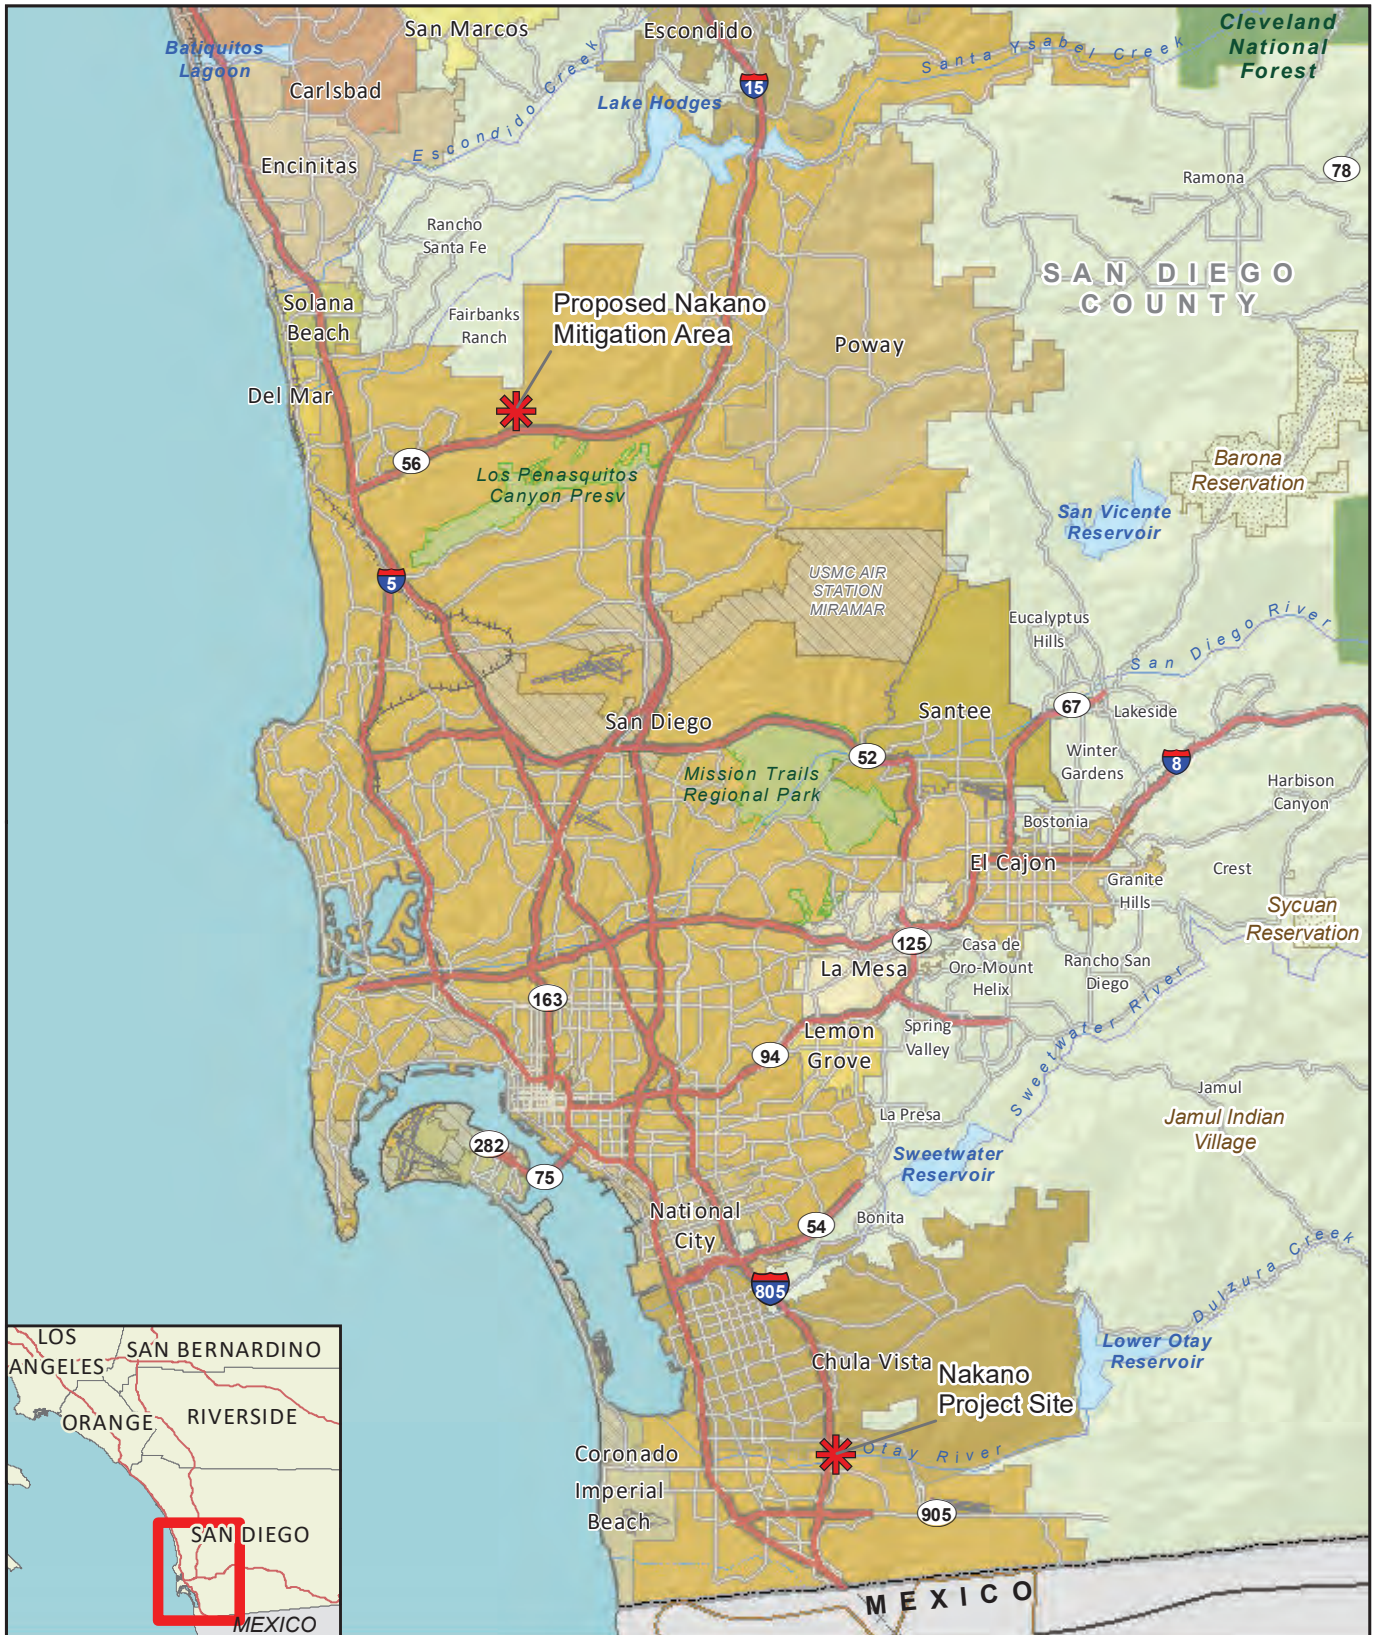 San Marcos
Escondido
Cleveland
National
Forest
Batiquitos
Lagoon
Santa Ysabel Creek
Carlsbad
Escondido Creek
15
Lake Hodges
Encinitas
78
Ramona
Rancho
Santa Fe
SAN DIEGO
COUNTY
Solana
Beach
Fairbanks
Ranch
Proposed Nakano
Mitigation Area
Poway
Del Mar
56
Los Penasquitos
Canyon Presv
Barona
Reservation
San Vicente
Reservoir
5
USMC AIR
STATION
MIRAMAR
Eucalyptus
Hills
San Diego River
San Diego
Santee
67
Lakeside
52
Winter
Gardens
8
Mission Trails
Regional Park
Harbison
Canyon
Bostonia
El Cajon
Granite
Hills
Crest
Sycuan
Reservation
125
La Mesa
Casa de
Oro-Mount
Helix
Rancho San
Diego
163
Lemon
Grove
Spring
Valley
Sweetwater River
94
Jamul
La Presa
Jamul Indian
Village
282
75
Sweetwater
Reservoir
National
City
54
Bonita
805
Dulzura Creek
Chula Vista
Lower Otay
Reservoir
Nakano
Project Site
Otay River
Coronado
Imperial
Beach
905
MEXICO
LOS
ANGELES
SAN BERNARDINO
ORANGE
RIVERSIDE
SAN DIEGO
MEXICO